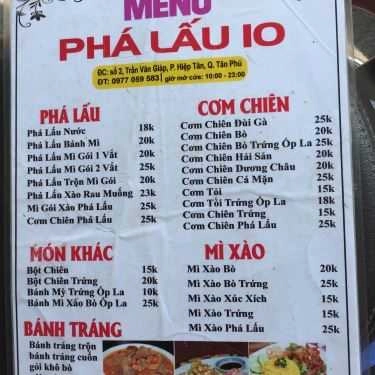 MENU
PHÁ LẤU 10
ĐC: số 2, Trần Văn Giáp, P. Hiệp Tân, Q. Tân Phú
ĐT: 0977 059 583 | giờ mở cửa: 10:00 - 23:00
PHÁ LẤU
Phá Lấu Nước 18k
Phá Lấu Bánh Mì 20k
Phá Lấu Mì Gói 1 Vắt 20k
Phá Lấu Mì Gói 2 Vắt 25k
Phá Lấu Trộn Mì Gói 20k
Phá Lấu Xào Rau Muống 23k
Mì Gói Xào Phá Lấu 25k
Cơm Chiên Phá Lấu 25k
CƠM CHIÊN
Cơm Chiên Đùi Gà 25k
Cơm Chiên Bò 20k
Cơm Chiên Bò Trứng Ốp La 25k
Cơm Chiên Hải Sản 20k
Cơm Chiên Dương Châu 20k
Cơm Chiên Cá Mặn 25k
Cơm Tỏi 15k
Cơm Tỏi Trứng Ốp La 18k
Cơm Chiên Trứng 15k
Cơm Chiên Phá Lấu 25k
MÓN KHÁC
Bột Chiên 15k
Bánh Chiên Trứng 20k
Bánh Mỳ Trứng Ốp La 10k
Bánh Mì Xào Bò Ốp La 25k
MÌ XÀO
Mì Xào Bò 20k
Mì Xào Bò Trứng 25k
Mì Xào Xúc Xích 15k
Mì Xào Trứng 15k
Mì Xào Phá Lấu 25k
BÁNH TRÁNG
Bánh tráng trộn
bánh tráng cuốn
gỏi khô bò